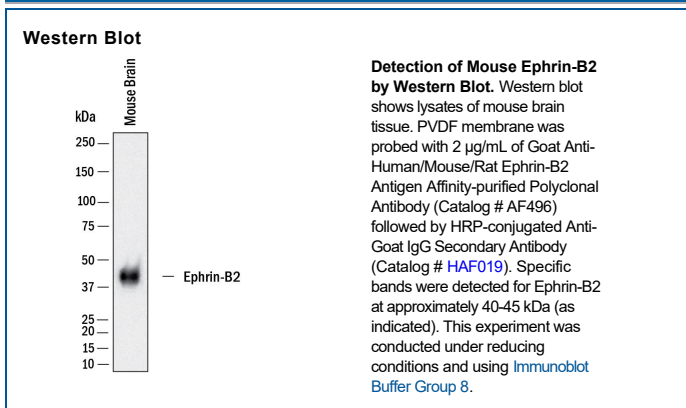 Western Blot
Mouse Brain
kDa
250
150
100
75
50
37
25
20
15
10
Ephrin-B2
Detection of Mouse Ephrin-B2
by Western Blot. Western blot
shows lysates of mouse brain
tissue. PVDF membrane was
probed with 2 µg/mL of Goat Anti-
Human/Mouse/Rat Ephrin-B2
Antigen Affinity-purified Polyclonal
Antibody (Catalog # AF496)
followed by HRP-conjugated Anti-
Goat IgG Secondary Antibody
(Catalog # HAF019). Specific
bands were detected for Ephrin-B2
at approximately 40-45 kDa (as
indicated). This experiment was
conducted under reducing
conditions and using Immunoblot
Buffer Group 8.